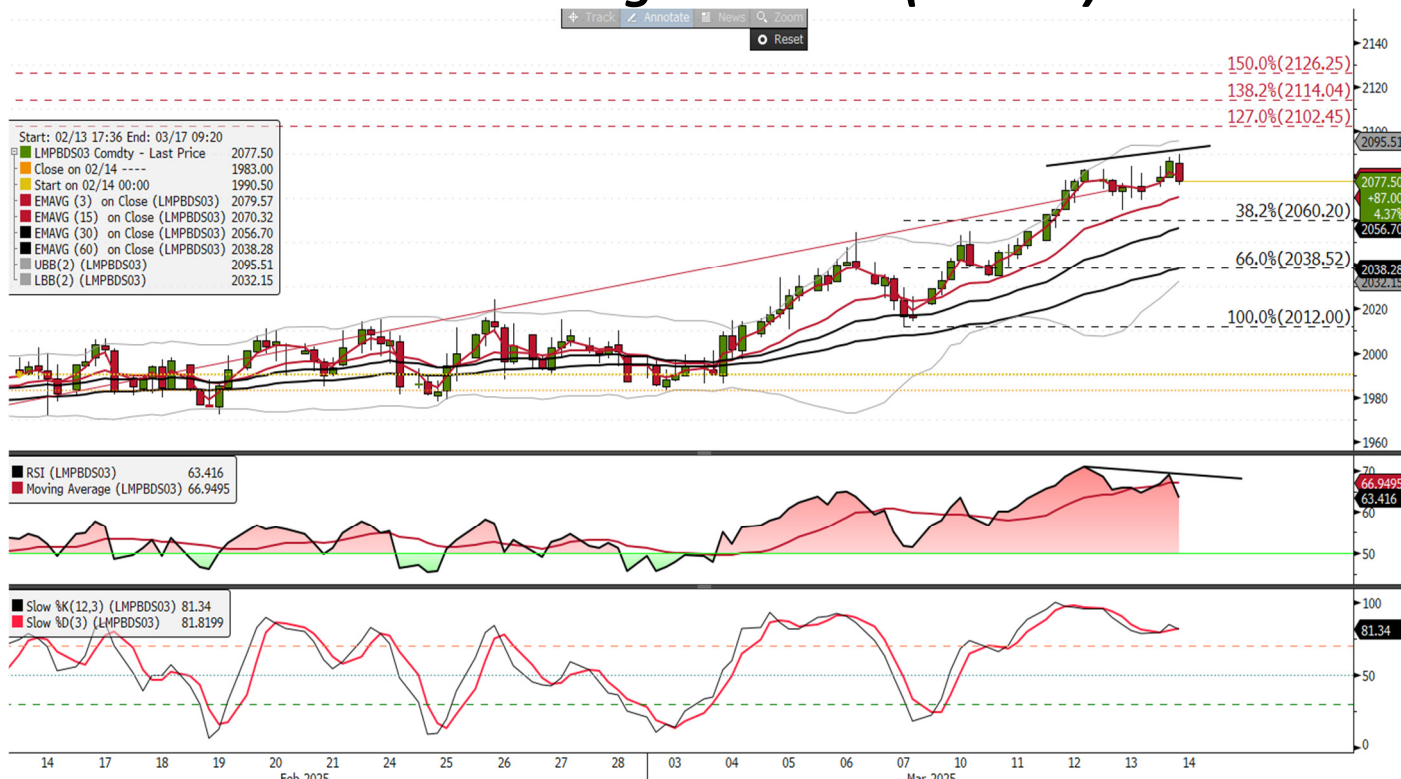 Track Annotate News Zoom
Reset
2140
150.0%(2126.25)
2120
138.2%(2114.04)
127.0%(2102.45)
2100
2095.51
2077.50
+87.00
4.37%
38.2%(2060.20)
2056.70
66.0%(2038.52)
2038.28
2032.15
2020
100.0%(2012.00)
2000
1980
1960
Start: 02/13 17:36 End: 03/17 09:20
LMPBDS03 Comdty - Last Price 2077.50
Close on 02/14 ---- 1983.00
Start on 02/14 00:00 1990.50
EMAVG (3) on Close (LMPBDS03) 2079.57
EMAVG (15) on Close (LMPBDS03) 2070.32
EMAVG (30) on Close (LMPBDS03) 2056.70
EMAVG (60) on Close (LMPBDS03) 2038.28
UBB(2) (LMPBDS03) 2095.51
LBB(2) (LMPBDS03) 2032.15
RSI (LMPBDS03) 63.416
Moving Average (LMPBDS03) 66.9495
70
66.9495
63.416
60
50
Slow %K(12,3) (LMPBDS03) 81.34
Slow %D(3) (LMPBDS03) 81.8199
100
81.34
50
0
14 17 18 19 20 21 24 25 26 27 28 03 04 05 06 07 10 11 12 13 14
Feb 2025 Mar 2025